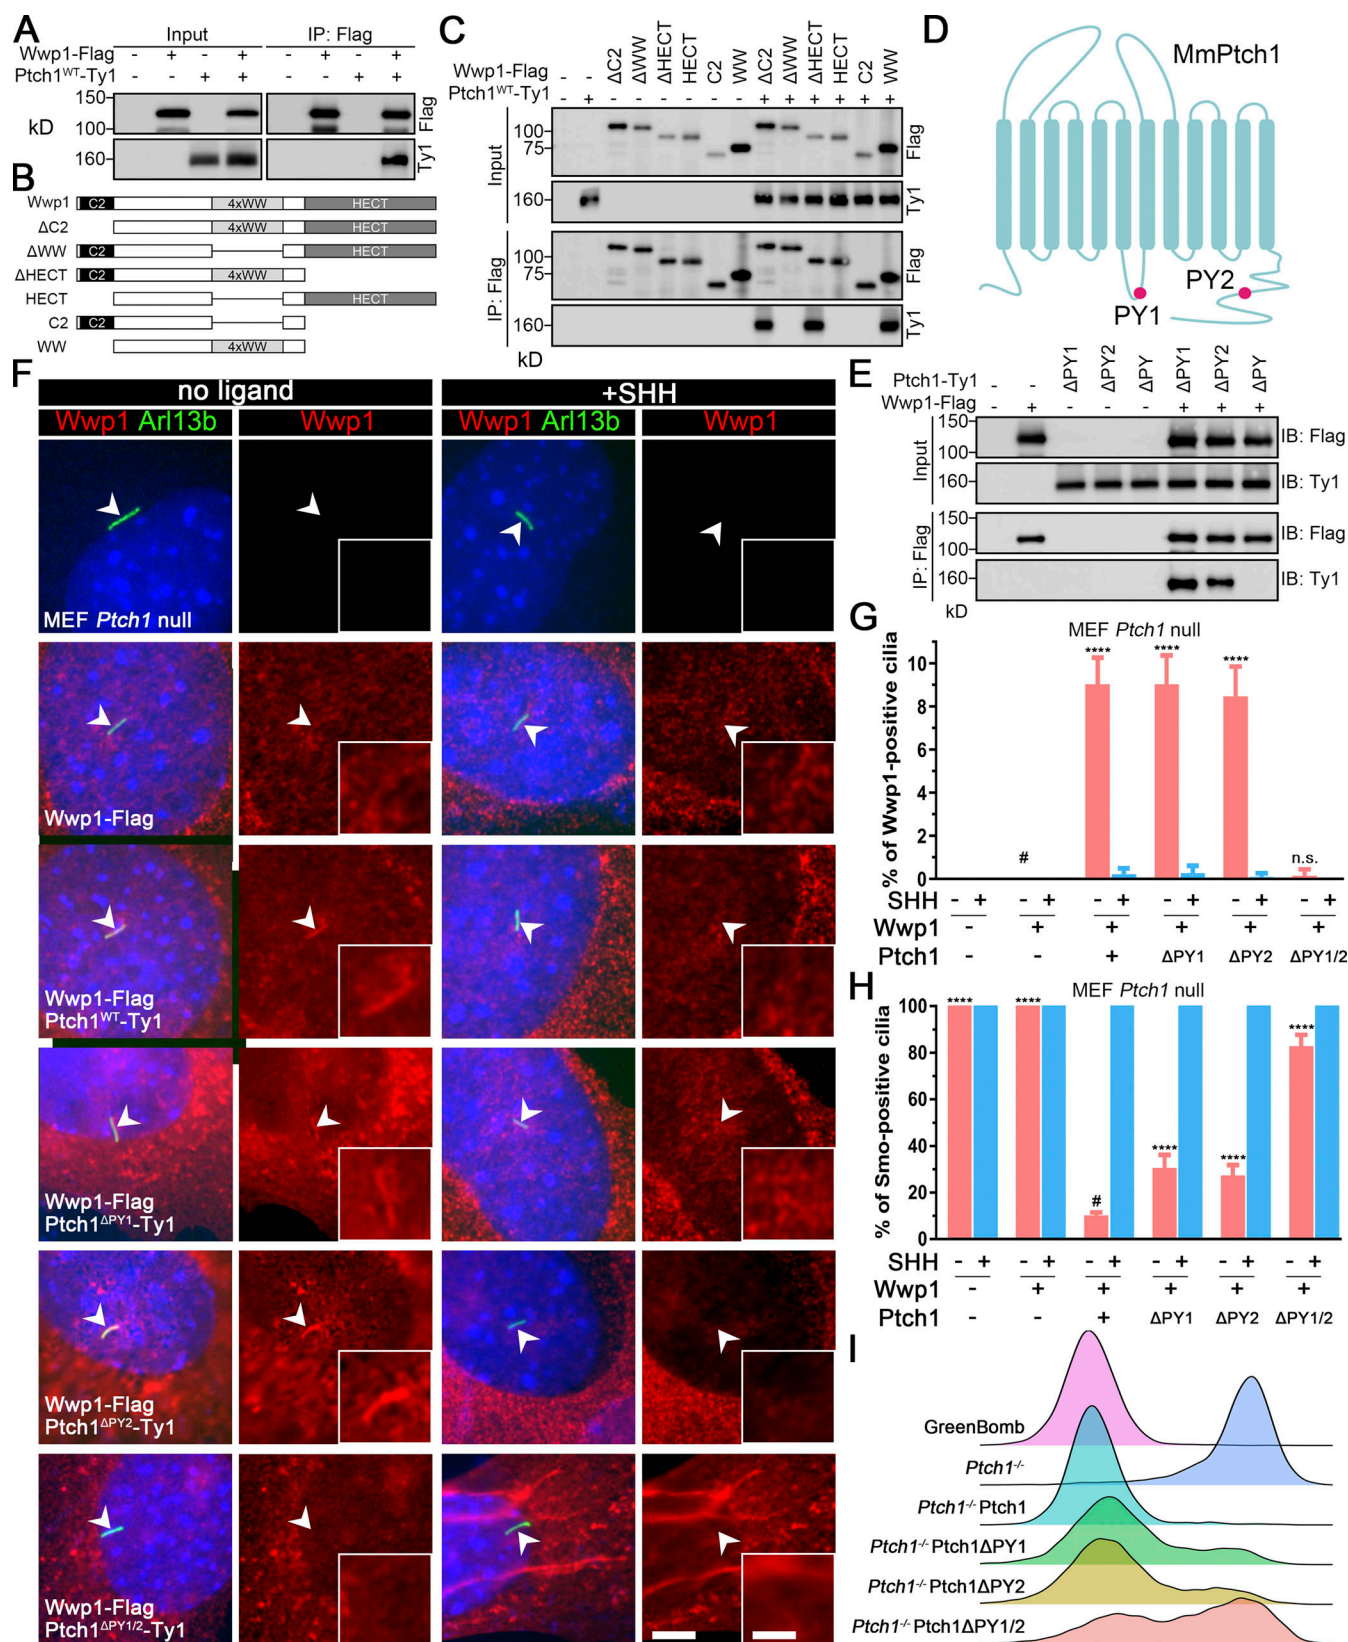 A
Input
IP: Flag
Wwp1-Flag - + - + - + - +
Ptch1WT-Ty1 - - + + - - + +
150
kD
100
Flag
160
Ty1
B
Wwp1 C2 4xWW HECT
ΔC2 4xWW HECT
ΔWW C2 HECT
ΔHECT C2 4xWW
HECT HECT
C2 C2
WW 4xWW
C
ΔC2 ΔWW ΔHECT HECT C2 WW ΔC2 ΔWW ΔHECT HECT C2 WW
Wwp1-Flag - -
Ptch1WT-Ty1 - + + + + + + +
Input
100
75
Flag
160
Ty1
IP: Flag
100
75
Flag
160
Ty1
kD
D
MmPtch1
PY1
PY2
E
ΔPY1 ΔPY2 ΔPY ΔPY1 ΔPY2 ΔPY
Ptch1-Ty1 - -
Wwp1-Flag - + - - - + + +
Input
150
100
IB: Flag
160
IB: Ty1
IP: Flag
150
100
IB: Flag
160
IB: Ty1
kD
F
no ligand
+SHH
Wwp1 Arl13b
Wwp1
Wwp1 Arl13b
Wwp1
MEF Ptch1 null
Wwp1-Flag
Wwp1-Flag
Ptch1WT-Ty1
Wwp1-Flag
Ptch1ΔPY1-Ty1
Wwp1-Flag
Ptch1ΔPY2-Ty1
Wwp1-Flag
Ptch1ΔPY1/2-Ty1
G
MEF Ptch1 null
% of Wwp1-positive cilia
10
8
6
4
2
0
#
****
****
****
n.s.
SHH - + - + - + - + - + - +
Wwp1 - + + + + +
Ptch1 - - + ΔPY1 ΔPY2 ΔPY1/2
H
MEF Ptch1 null
% of Smo-positive cilia
100
80
60
40
20
0
****
****
#
****
****
****
SHH - + - + - + - + - + - +
Wwp1 - + + + + +
Ptch1 - - + ΔPY1 ΔPY2 ΔPY1/2
I
GreenBomb
Ptch1-/-
Ptch1-/- Ptch1
Ptch1-/- Ptch1ΔPY1
Ptch1-/- Ptch1ΔPY2
Ptch1-/- Ptch1ΔPY1/2